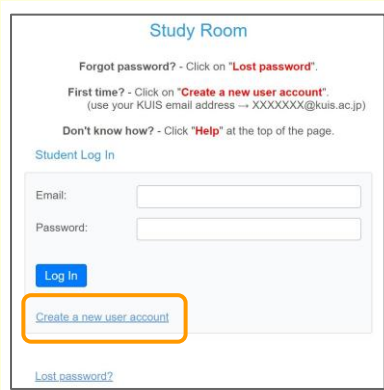 Study Room
Forgot password? - Click on "Lost password".
First time? - Click on "Create a new user account".
(use your KUIS email address → XXXXXXX@kuis.ac.jp)
Don't know how? - Click "Help" at the top of the page.
Student Log In
Email:
Password:
Log In
Create a new user account
Lost password?